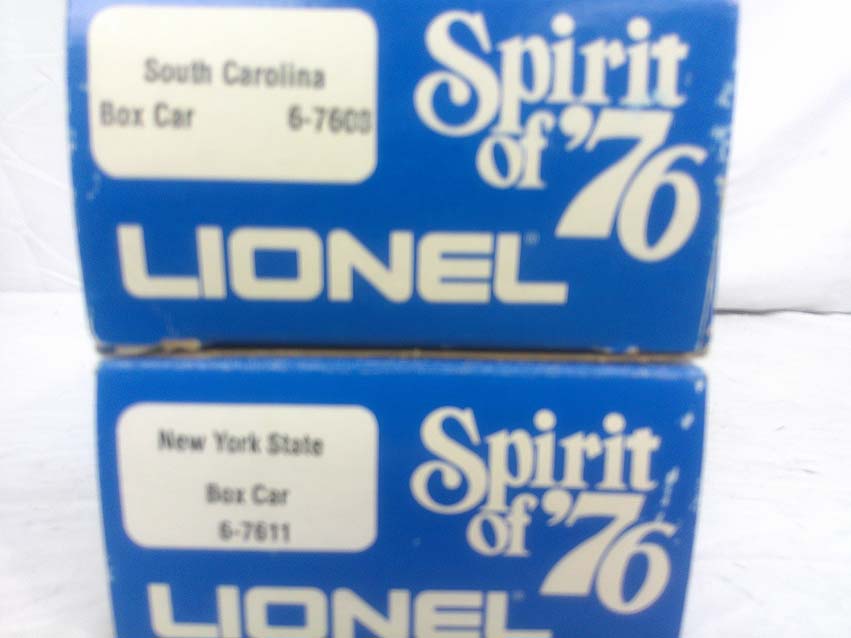 South Carolina
Box Car 6-7608
Spirit
of '76
LIONEL®
New York State
Box Car
6-7611
Spirit
of '76
LIONEL